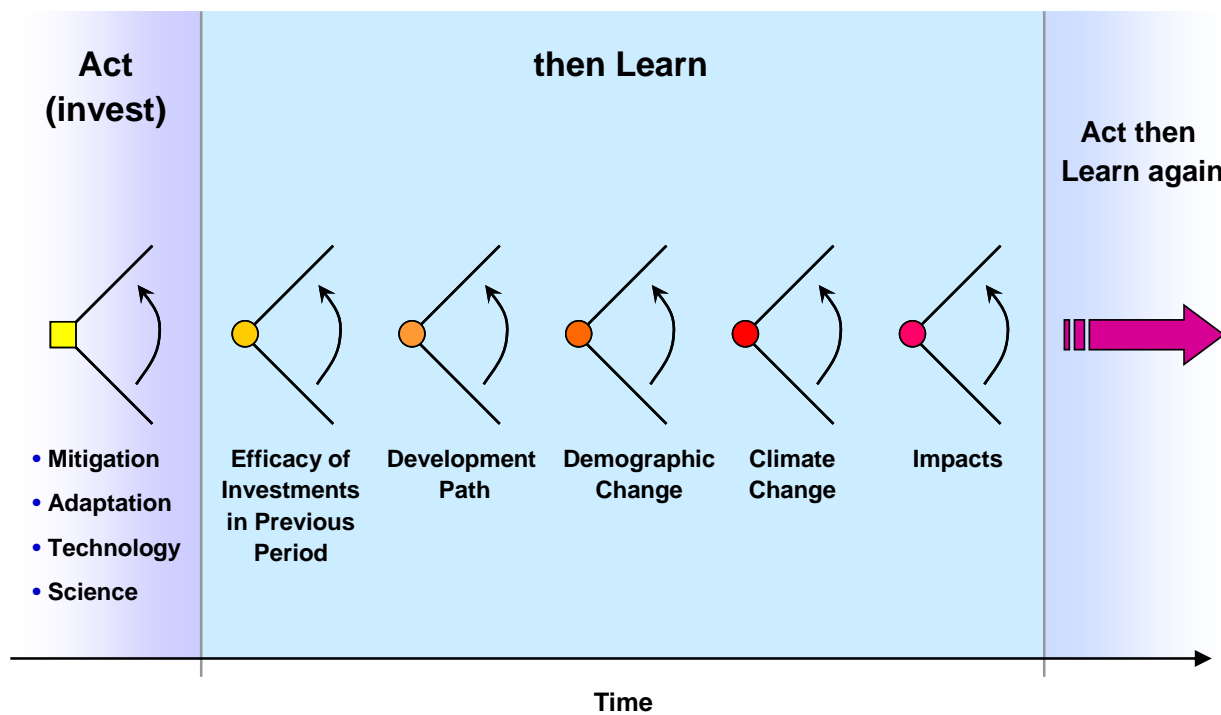 Act
(invest)
then Learn
Act then
Learn again
• Mitigation
• Adaptation
• Technology
• Science
Efficacy of
Investments
in Previous
Period
Development
Path
Demographic
Change
Climate
Change
Impacts
Time